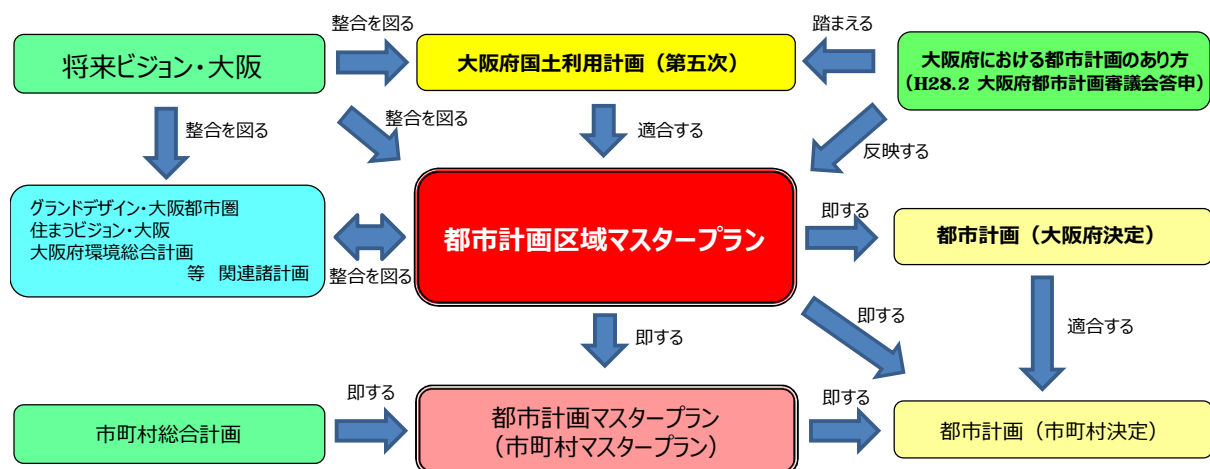 整合を図る
踏まえる
将来ビジョン・大阪
大阪府国土利用計画（第五次）
大阪府における都市計画のあり方
（H28.2 大阪府都市計画審議会答申）
整合を図る
整合を図る
適合する
反映する
グランドデザイン・大阪都市圏
住まうビジョン・大阪
大阪府環境総合計画
等　関連諸計画
整合を図る
都市計画区域マスタープラン
即する
都市計画（大阪府決定）
即する
即する
適合する
市町村総合計画
即する
都市計画マスタープラン
（市町村マスタープラン）
即する
都市計画（市町村決定）